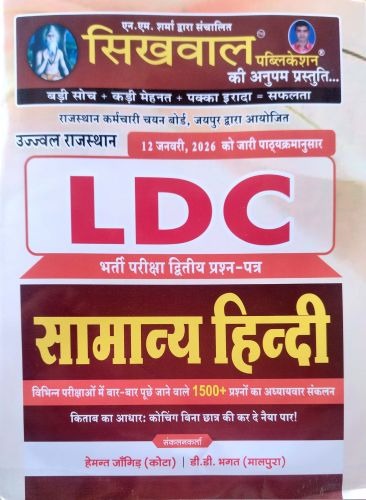 एन.एम. शर्मा द्वारा संचालित
सिखवाल पब्लिकेशन
की अनुपम प्रस्तुति...
बड़ी सोच + कड़ी मेहनत + पक्का इरादा = सफलता
राजस्थान कर्मचारी चयन बोर्ड, जयपुर द्वारा आयोजित
उज्ज्वल राजस्थान
12 जनवरी, 2026 को जारी पाठ्यक्रमानुसार
LDC
भर्ती परीक्षा द्वितीय प्रश्न-पत्र
सामान्य हिन्दी
विभिन्न परीक्षाओं में बार-बार पूछे जाने वाले 1500+ प्रश्नों का अध्यायवार संकलन
किताब का आधार: कोचिंग बिना छात्र की कर दे नैया पार!
संकलनकर्ता
हेमन्त जाँगिड़ (कोटा) | डी.डी. भगत (मालपुरा)